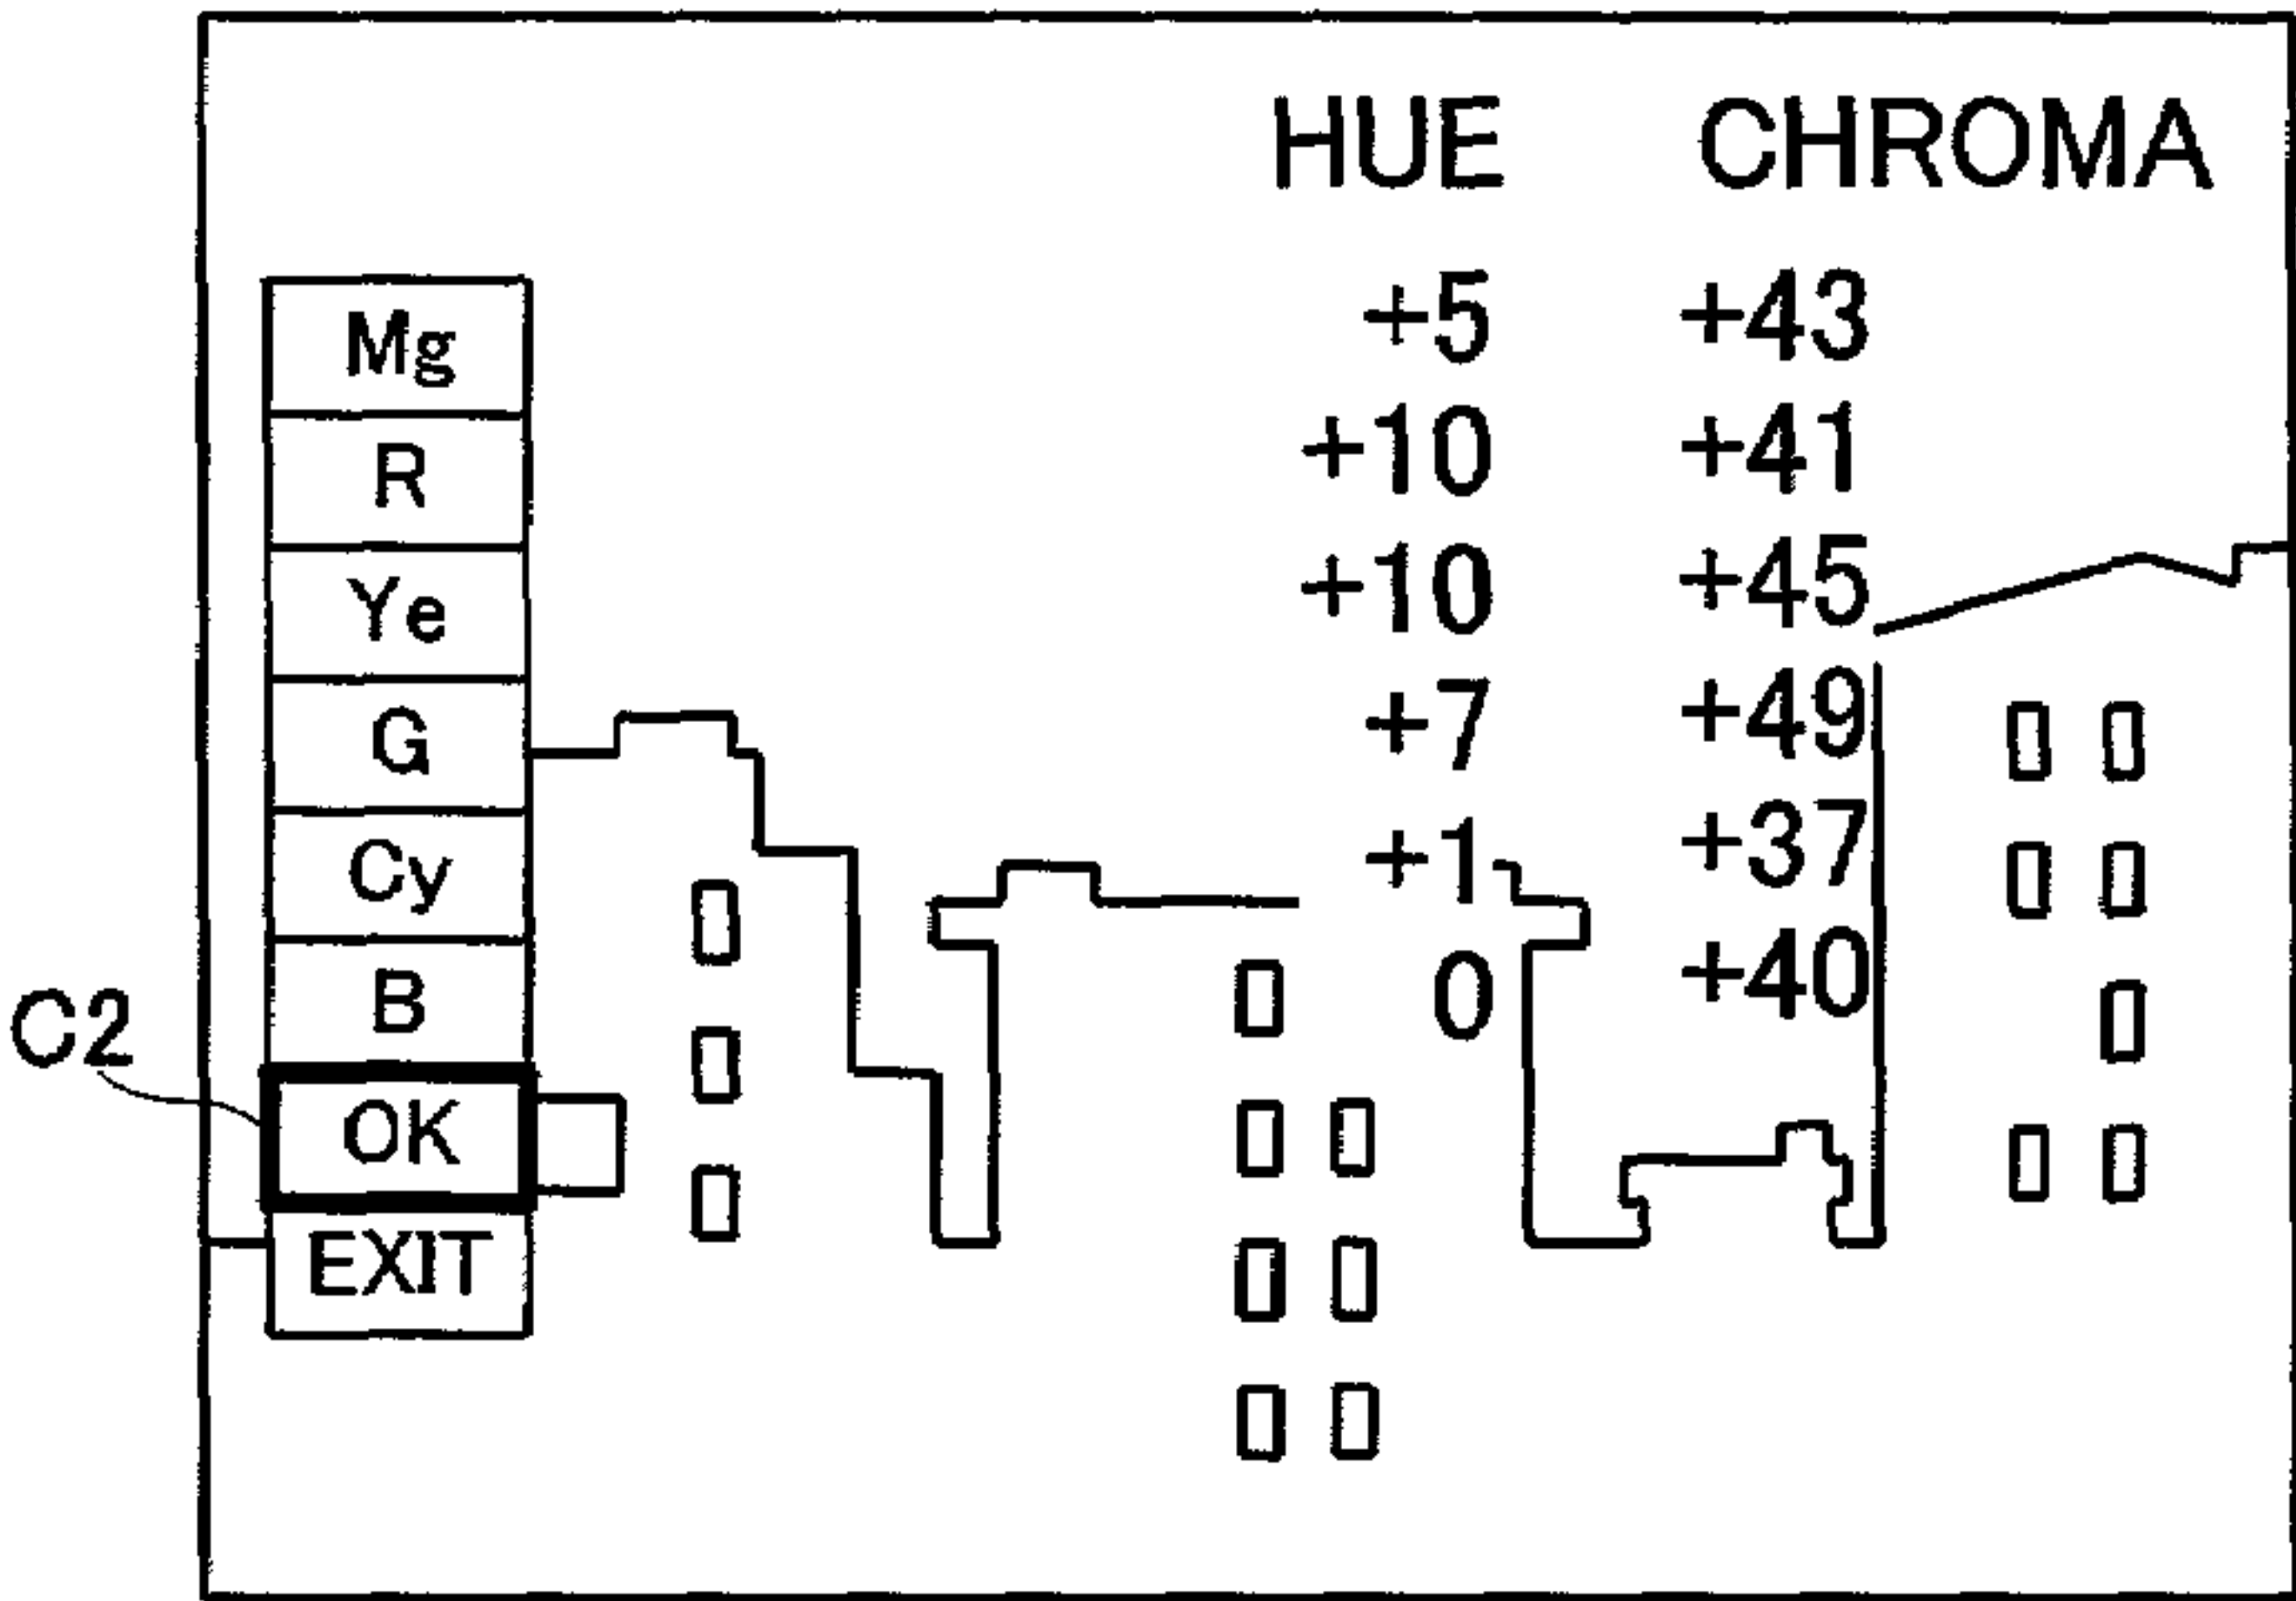 HUE CHROMA
Mg +5 +43
R +10 +41
Ye +10 +45
G +7 +49
Cy +1 +37
B 0 +40
C2
OK
EXIT